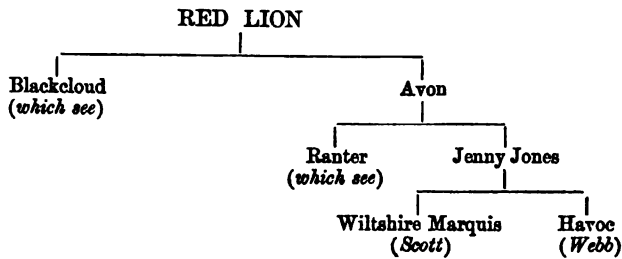 RED LION
Blackcloud
(which see)
Avon
Ranter
(which see)
Jenny Jones
Wiltshire Marquis
(Scott)
Havoc
(Webb)